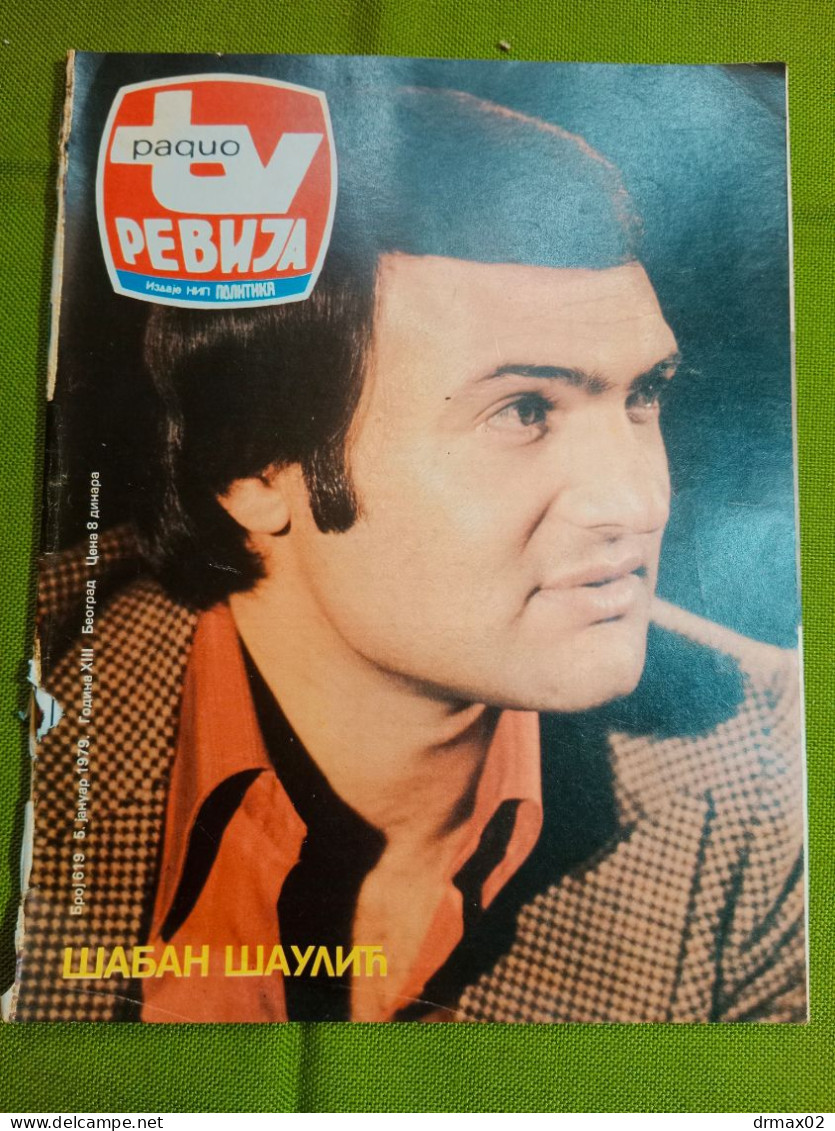 радио
tv
РЕВИЈА
Издаје НИП ПОЛИТИКА
Број 619 5. јануар 1979. Година XIII Београд Цена 8 динара
ШАБАН ШАУЛИЋ
delcampe.net
drmax02